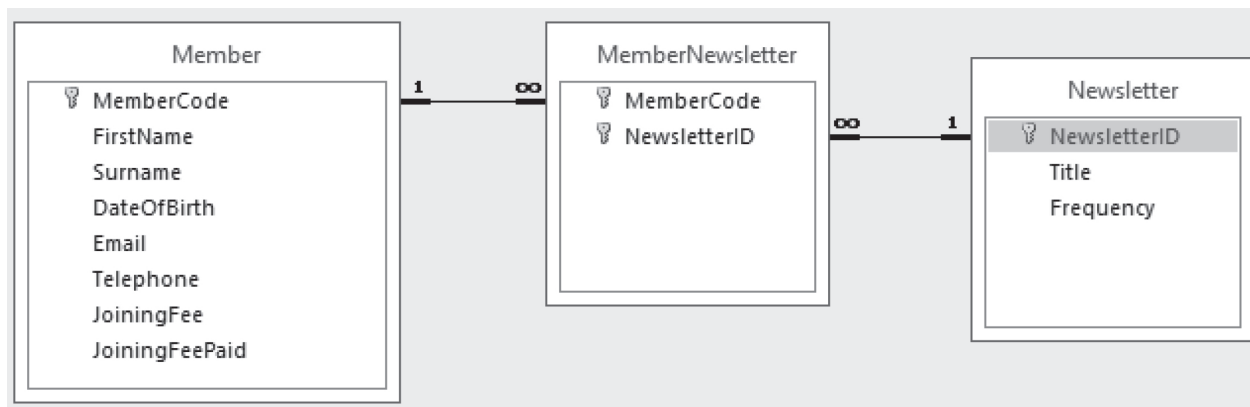 Member
MemberCode
FirstName
Surname
DateOfBirth
Email
Telephone
JoiningFee
JoiningFeePaid
1
∞
MemberNewsletter
MemberCode
NewsletterID
∞
1
Newsletter
NewsletterID
Title
Frequency